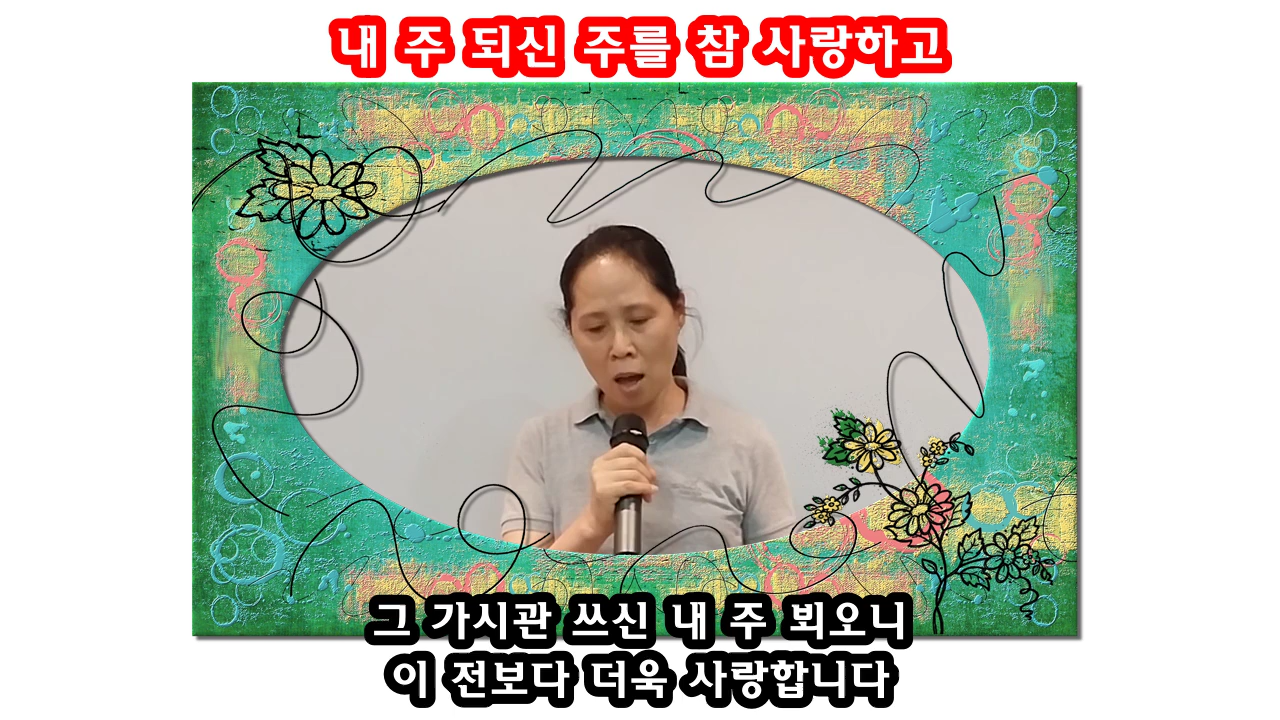 내 주 되신 주를 참 사랑하고
그 가시관 쓰신 내 주 뵈오니
이 전보다 더욱 사랑합니다